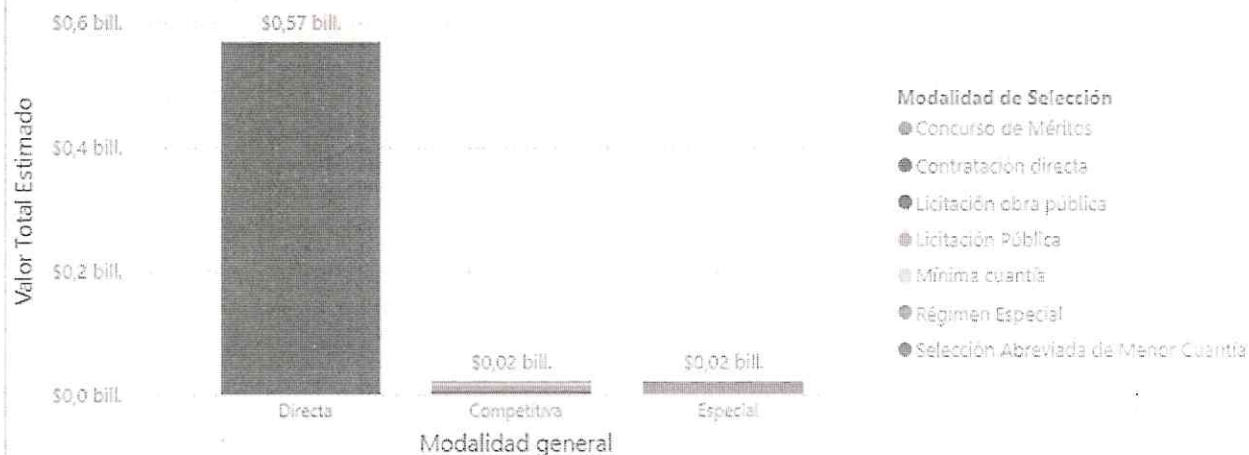 $0,6 bill.
$0,57 bill.
$0,4 bill.
$0,2 bill.
$0,02 bill.
$0,02 bill.
$0,0 bill.
Directa
Competitiva
Especial
Valor Total Estimado
Modalidad general
Modalidad de Selección
Concurso de Méritos
Contratación directa
Licitación obra pública
Licitación Pública
Mínima cuantía
Régimen Especial
Selección Abreviada de Menor Cuantía